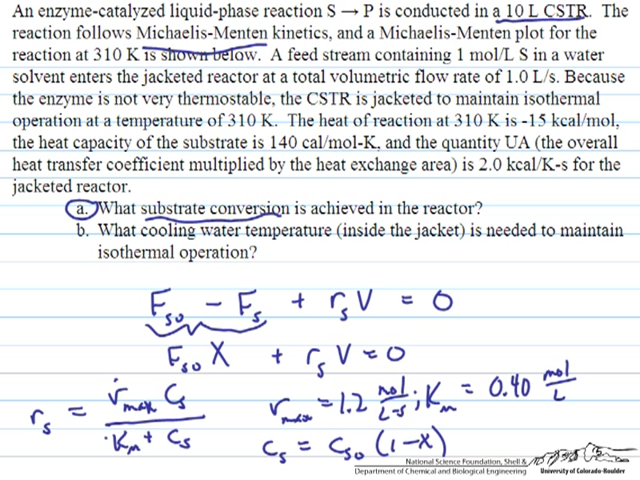 An enzyme-catalyzed liquid-phase reaction S → P is conducted in a 10 L CSTR. The
reaction follows Michaelis-Menten kinetics, and a Michaelis-Menten plot for the
reaction at 310 K is shown below. A feed stream containing 1 mol/L S in a water
solvent enters the jacketed reactor at a total volumetric flow rate of 1.0 L/s. Because
the enzyme is not very thermostable, the CSTR is jacketed to maintain isothermal
operation at a temperature of 310 K. The heat of reaction at 310 K is -15 kcal/mol,
the heat capacity of the substrate is 140 cal/mol-K, and the quantity UA (the overall
heat transfer coefficient multiplied by the heat exchange area) is 2.0 kcal/K-s for the
jacketed reactor.
a. What substrate conversion is achieved in the reactor?
b. What cooling water temperature (inside the jacket) is needed to maintain
isothermal operation?
F_so - F_s + r_s V = 0
F_so X + r_s V = 0
r_s = r_max C_s / K_m + C_s
r_max = 1.2 mol/L-s ; K_m = 0.40 mol/L
C_s = C_so (1-X)
National Science Foundation, Shell &
Department of Chemical and Biological Engineering
University of Colorado-Boulder